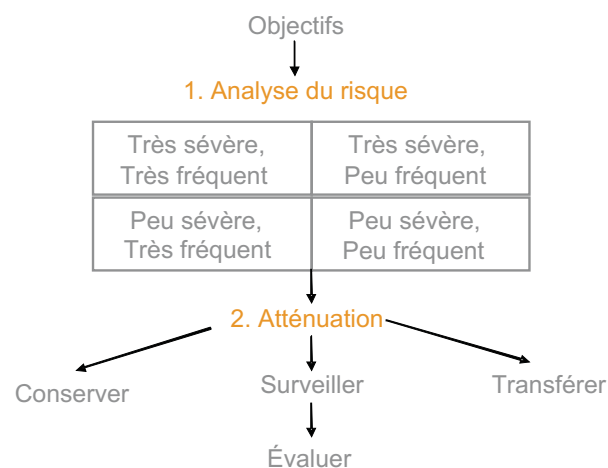 Objectifs
1. Analyse du risque
Très sévère,
Très fréquent
Très sévère,
Peu fréquent
Peu sévère,
Très fréquent
Peu sévère,
Peu fréquent
2. Atténuation
Conserver
Surveiller
Transférer
Évaluer